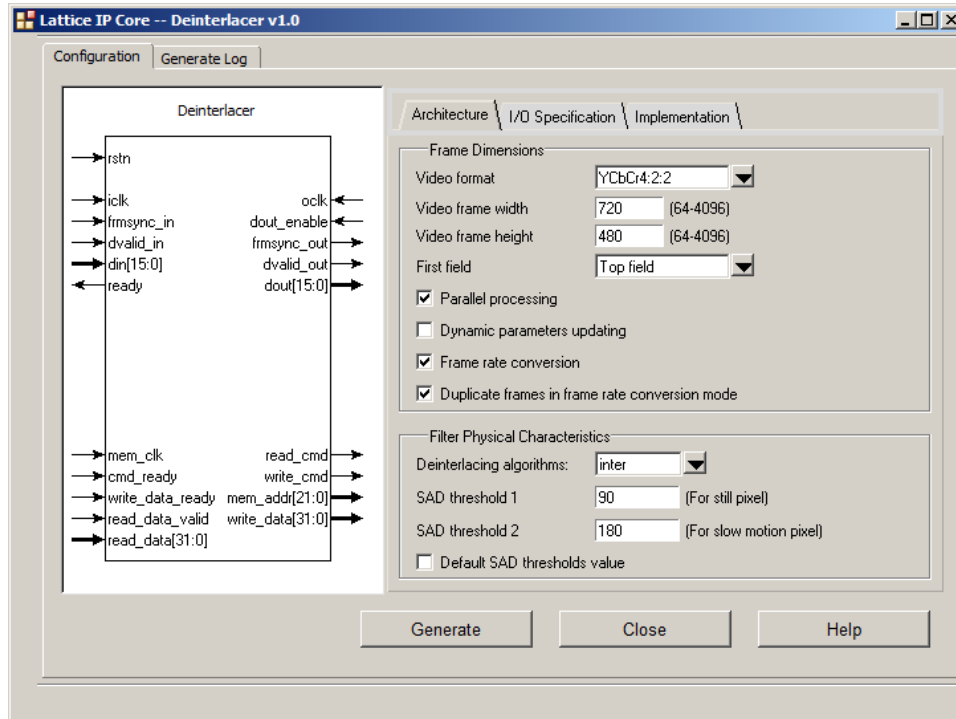 Lattice IP Core -- Deinterlacer v1.0
Configuration
Generate Log
Deinterlacer
rstn
iclk
oclk
frmsync_in
dout_enable
dvalid_in
frmsync_out
din[15:0]
dvalid_out
ready
dout[15:0]
mem_clk
read_cmd
cmd_ready
write_cmd
write_data_ready
mem_addr[21:0]
read_data_valid
write_data[31:0]
read_data[31:0]
Architecture
I/O Specification
Implementation
Frame Dimensions
Video format
YCbCr4:2:2
Video frame width
720
(64-4096)
Video frame height
480
(64-4096)
First field
Top field
Parallel processing
Dynamic parameters updating
Frame rate conversion
Duplicate frames in frame rate conversion mode
Filter Physical Characteristics
Deinterlacing algorithms:
inter
SAD threshold 1
90
(For still pixel)
SAD threshold 2
180
(For slow motion pixel)
Default SAD thresholds value
Generate
Close
Help